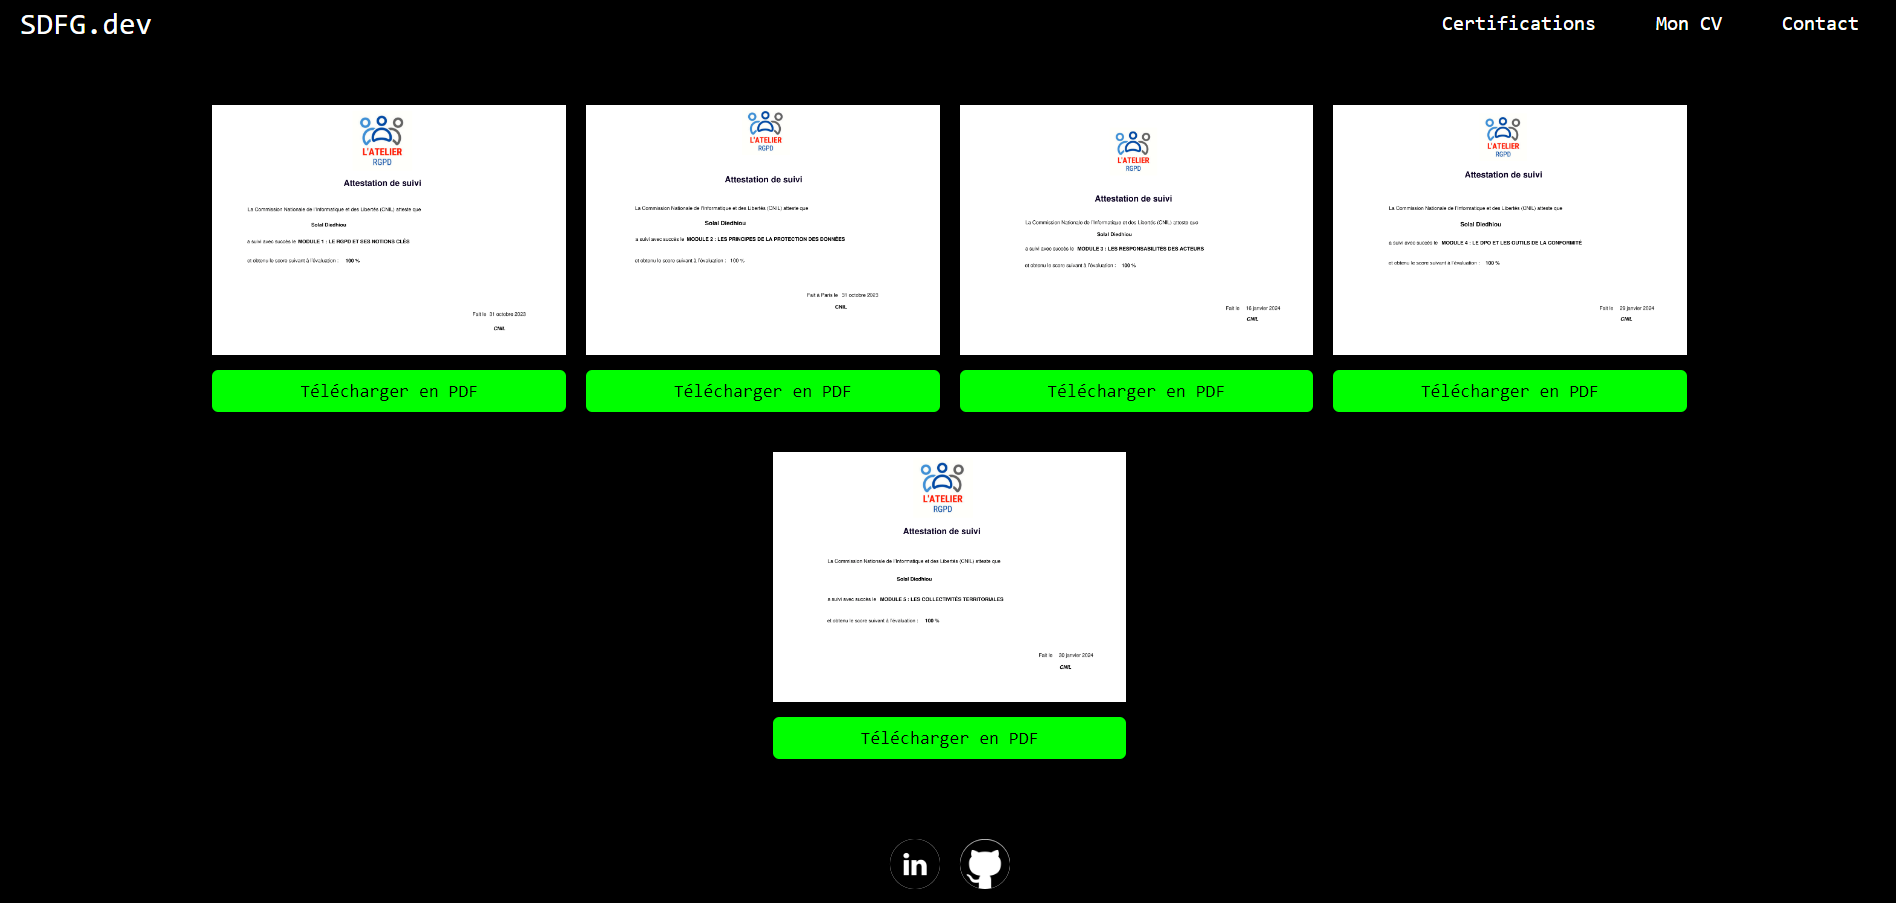 SDFG.dev
Certifications
Mon CV
Contact
L'ATELIER
RGPD
Attestation de suivi
La Commission Nationale de l'Informatique et des Libertés (CNIL) atteste que
Solal Diedhiou
a suivi avec succès le MODULE 1 : LE RGPD ET SES NOTIONS CLÉS
et obtenu le score suivant à l'évaluation : 100 %
Fait le 31 octobre 2023
CNIL
Télécharger en PDF
L'ATELIER
RGPD
Attestation de suivi
La Commission Nationale de l'Informatique et des Libertés (CNIL) atteste que
Solal Diedhiou
a suivi avec succès le MODULE 2 : LES PRINCIPES DE LA PROTECTION DES DONNÉES
et obtenu le score suivant à l'évaluation : 100 %
Fait à Paris le 31 octobre 2023
CNIL
Télécharger en PDF
L'ATELIER
RGPD
Attestation de suivi
La Commission Nationale de l'Informatique et des Libertés (CNIL) atteste que
Solal Diedhiou
a suivi avec succès le MODULE 3 : LES RESPONSABILITÉS DES ACTEURS
et obtenu le score suivant à l'évaluation : 100 %
Fait le 16 janvier 2024
CNIL
Télécharger en PDF
L'ATELIER
RGPD
Attestation de suivi
La Commission Nationale de l'Informatique et des Libertés (CNIL) atteste que
Solal Diedhiou
a suivi avec succès le MODULE 4 : LE DPO ET LES OUTILS DE LA CONFORMITÉ
et obtenu le score suivant à l'évaluation : 100 %
Fait le 29 janvier 2024
CNIL
Télécharger en PDF
L'ATELIER
RGPD
Attestation de suivi
La Commission Nationale de l'Informatique et des Libertés (CNIL) atteste que
Solal Diedhiou
a suivi avec succès le MODULE 5 : LES COLLECTIVITÉS TERRITORIALES
et obtenu le score suivant à l'évaluation : 100 %
Fait le 30 janvier 2024
CNIL
Télécharger en PDF
in